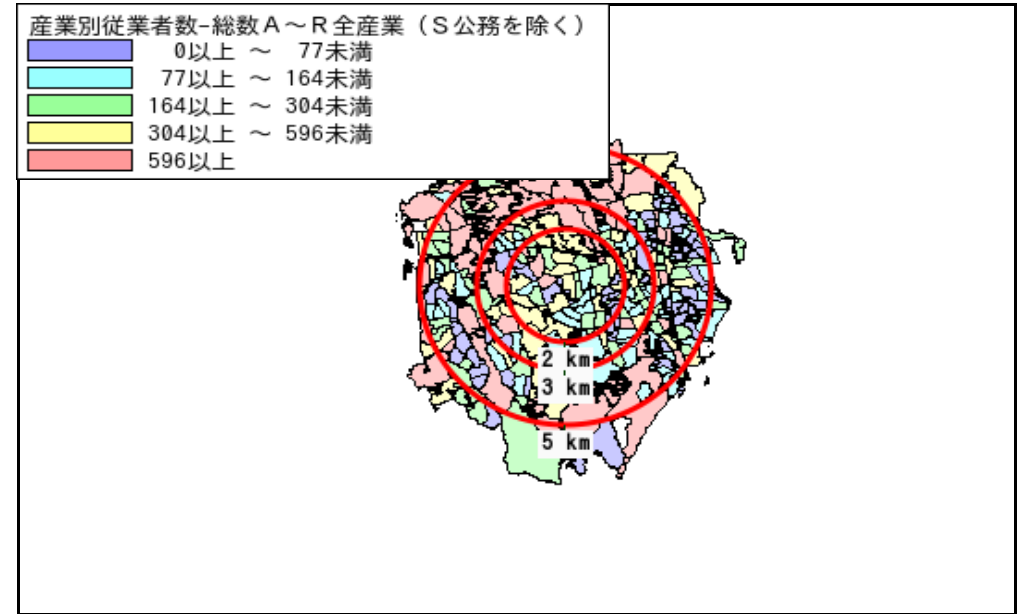 産業別従業者数−総数A～R全産業（S公務を除く）
0以上 ～ 77未満
77以上 ～ 164未満
164以上 ～ 304未満
304以上 ～ 596未満
596以上
2 km
3 km
5 km